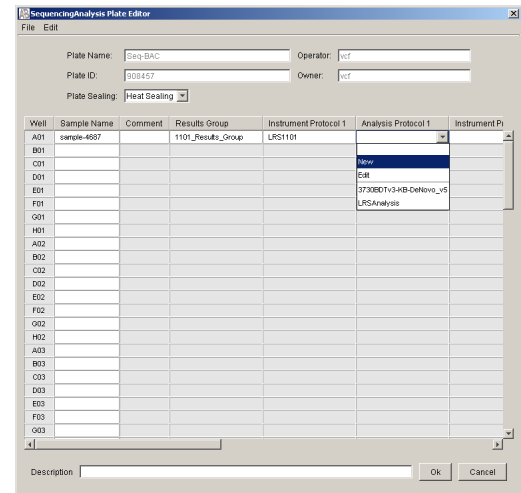 SequencingAnalysis Plate Editor
File Edit
Plate Name: Seq-BAC Operator: vcf
Plate ID: 908457 Owner: vcf
Plate Sealing: Heat Sealing
Well Sample Name Comment Results Group Instrument Protocol 1 Analysis Protocol 1 Instrument Pr
A01 sample-4687 1101_Results_Group LRS1101
B01
C01 New
D01 Edit
E01 3730BDTv3-KB-DeNovo_v5
F01 LRSAnalysis
G01
H01
A02
B02
C02
D02
E02
F02
G02
H02
A03
B03
C03
D03
E03
F03
G03
Description Ok Cancel